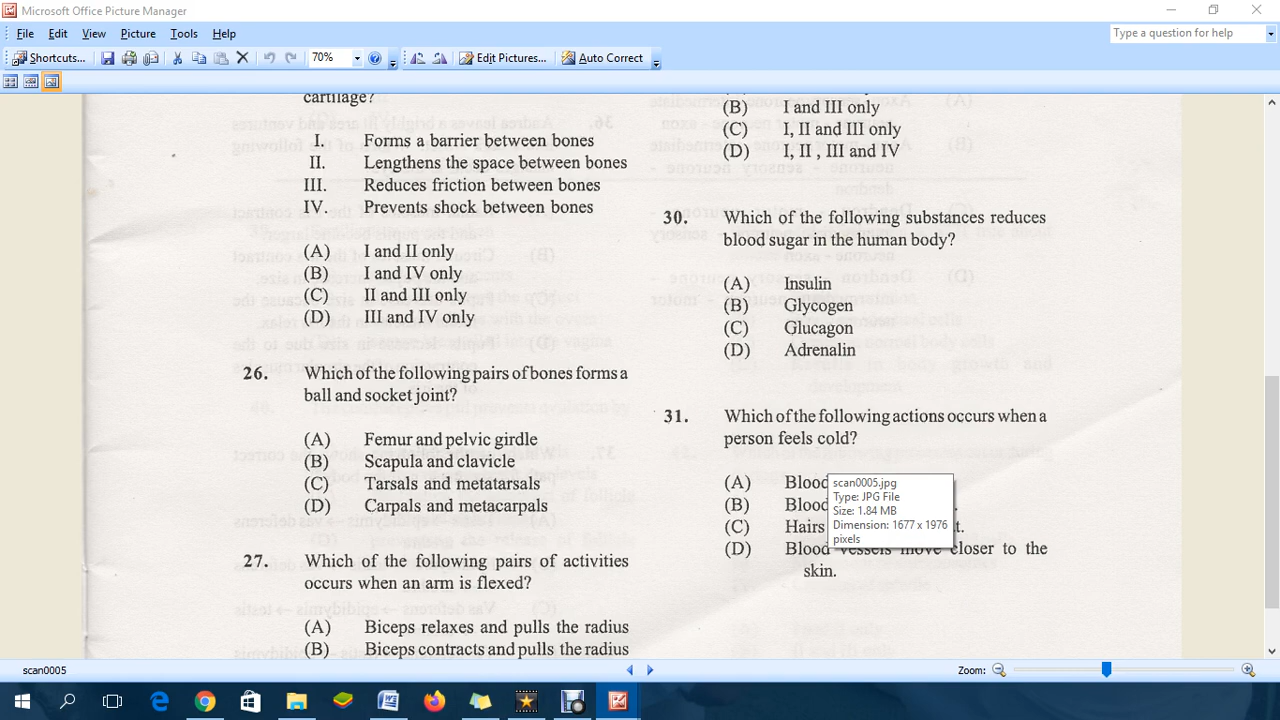 Microsoft Office Picture Manager
File Edit View Picture Tools Help
Type a question for help
Shortcuts... 70% Edit Pictures... Auto Correct
cartilage?
I. Forms a barrier between bones
II. Lengthens the space between bones
III. Reduces friction between bones
IV. Prevents shock between bones
(A) I and II only
(B) I and IV only
(C) II and III only
(D) III and IV only
26. Which of the following pairs of bones forms a
ball and socket joint?
(A) Femur and pelvic girdle
(B) Scapula and clavicle
(C) Tarsals and metatarsals
(D) Carpals and metacarpals
27. Which of the following pairs of activities
occurs when an arm is flexed?
(A) Biceps relaxes and pulls the radius
(B) Biceps contracts and pulls the radius
(B) I and III only
(C) I, II and III only
(D) I, II , III and IV
30. Which of the following substances reduces
blood sugar in the human body?
(A) Insulin
(B) Glycogen
(C) Glucagon
(D) Adrenalin
31. Which of the following actions occurs when a
person feels cold?
(A) Blood
(B) Blood
(C) Hairs
(D) Blood vessels move closer to the
skin.
scan0005.jpg
Type: JPG File
Size: 1.84 MB
Dimension: 1677 x 1976
pixels
scan0005
Zoom: